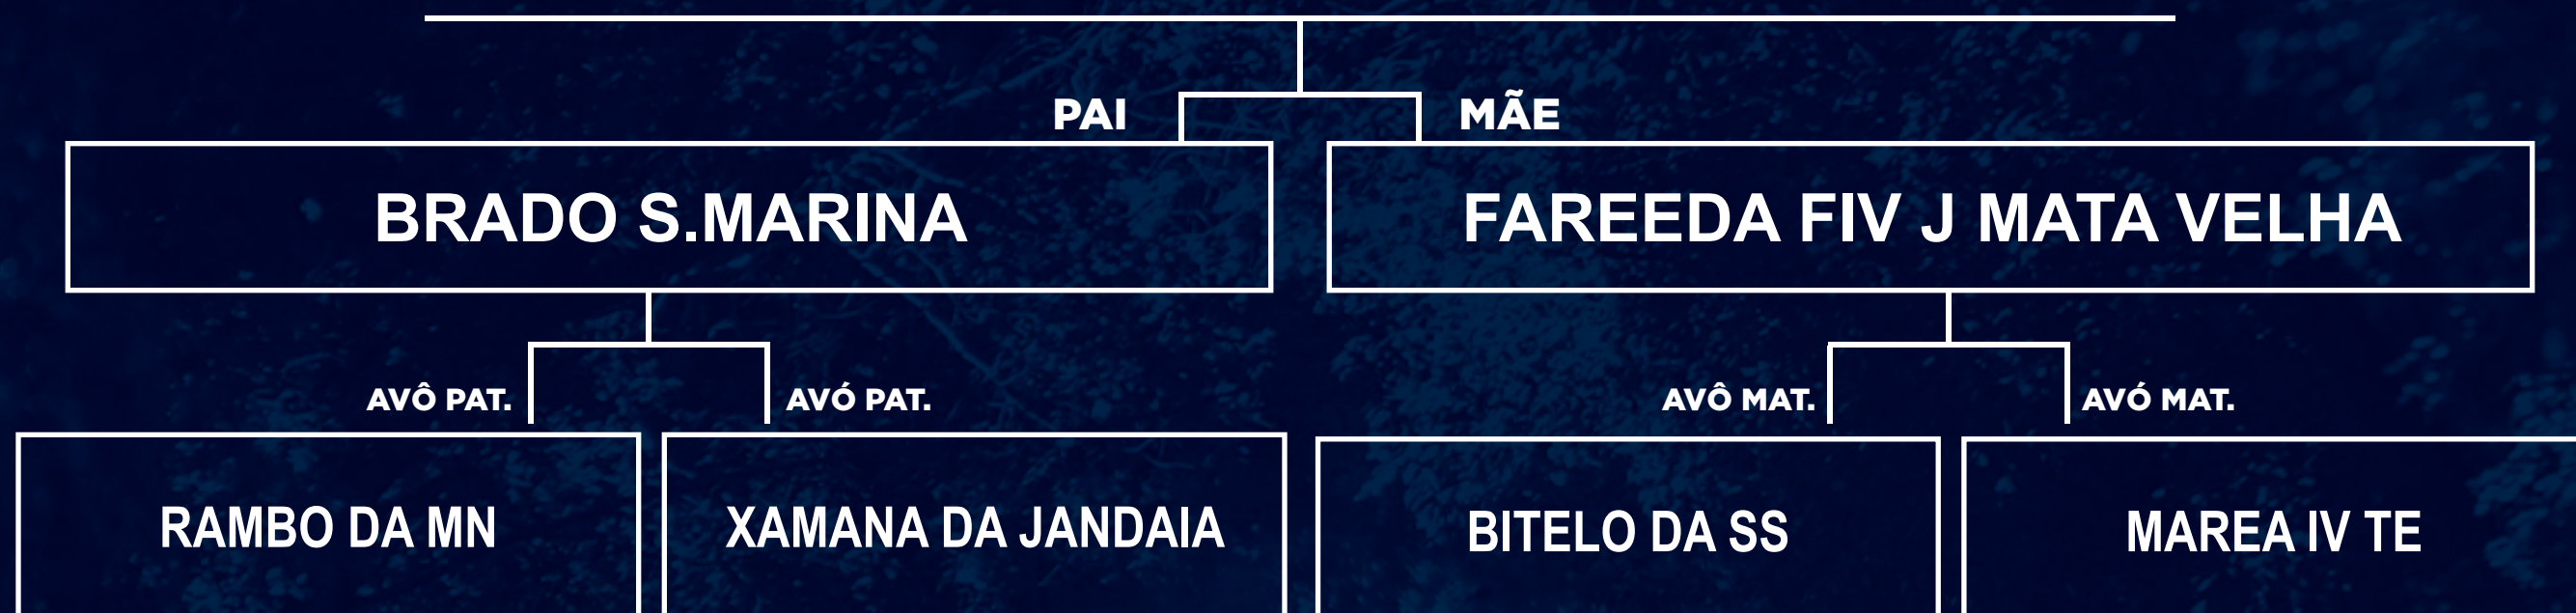 PAI
MÃE
BRADO S.MARINA
FAREEDA FIV J MATA VELHA
AVÔ PAT.
AVÓ PAT.
AVÔ MAT.
AVÓ MAT.
RAMBO DA MN
XAMANA DA JANDAIA
BITELO DA SS
MAREA IV TE